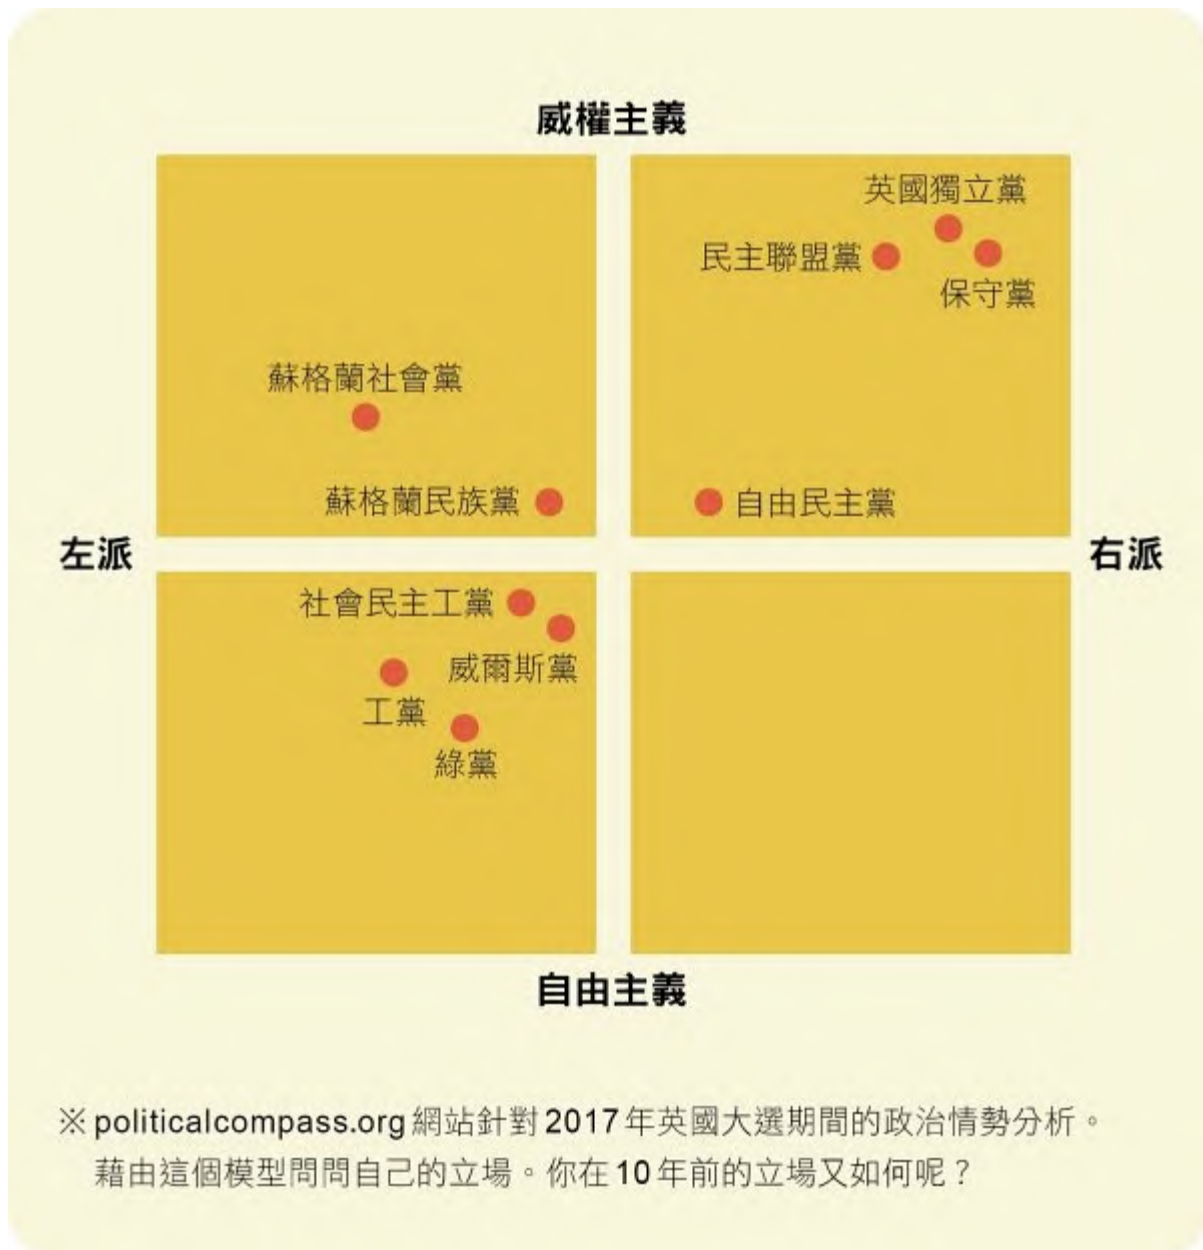 威權主義
英國獨立黨
民主聯盟黨
保守黨
蘇格蘭社會黨
蘇格蘭民族黨
自由民主黨
左派
右派
社會民主工黨
威爾斯黨
工黨
綠黨
自由主義
※ politicalcompass.org 網站針對 2017 年英國大選期間的政治情勢分析。
藉由這個模型問問自己的立場。你在 10 年前的立場又如何呢？